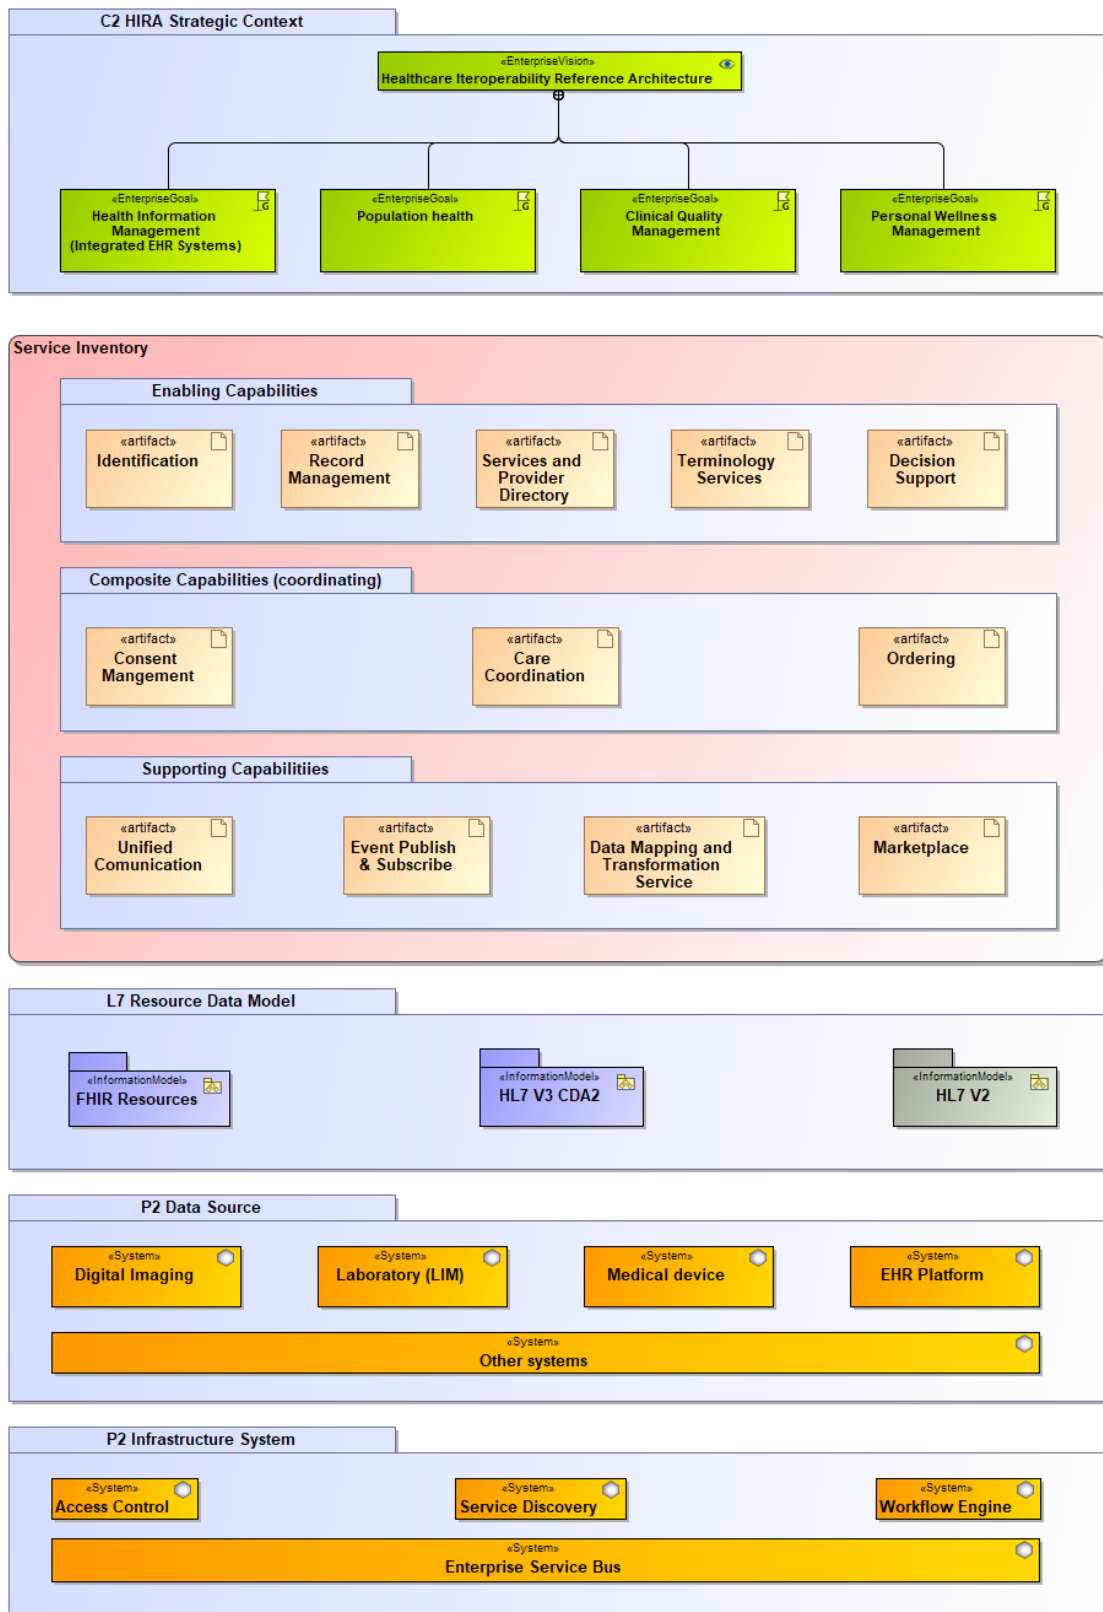 C2 HIRA Strategic Context
«EnterpriseVision»
Healthcare Iteroperability Reference Architecture
«EnterpriseGoal»
Health Information
Management
(Integrated EHR Systems)
G
«EnterpriseGoal»
Population health
G
«EnterpriseGoal»
Clinical Quality
Management
G
«EnterpriseGoal»
Personal Wellness
Management
G
Service Inventory
Enabling Capabilities
«artifact»
Identification
«artifact»
Record
Management
«artifact»
Services and
Provider
Directory
«artifact»
Terminology
Services
«artifact»
Decision
Support
Composite Capabilities (coordinating)
«artifact»
Consent
Mangement
«artifact»
Care
Coordination
«artifact»
Ordering
Supporting Capabilitiies
«artifact»
Unified
Comunication
«artifact»
Event Publish
& Subscribe
«artifact»
Data Mapping and
Transformation
Service
«artifact»
Marketplace
L7 Resource Data Model
«InformationModel»
FHIR Resources
«InformationModel»
HL7 V3 CDA2
«InformationModel»
HL7 V2
P2 Data Source
«System»
Digital Imaging
«System»
Laboratory (LIM)
«System»
Medical device
«System»
EHR Platform
«System»
Other systems
P2 Infrastructure System
«System»
Access Control
«System»
Service Discovery
«System»
Workflow Engine
«System»
Enterprise Service Bus